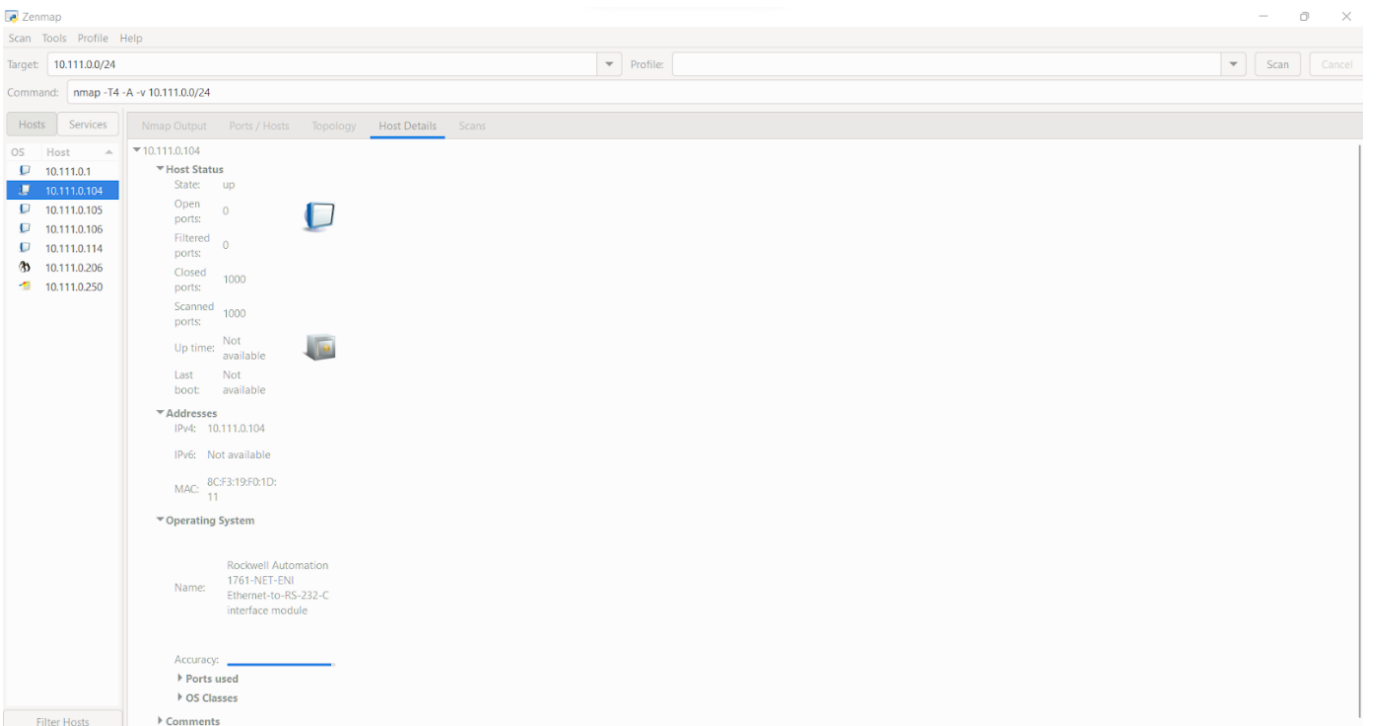 Zenmap
Scan Tools Profile Help
Target: 10.111.0.0/24 Profile: Scan Cancel
Command: nmap -T4 -A -v 10.111.0.0/24
Hosts Services
Nmap Output Ports / Hosts Topology Host Details Scans
OS Host
10.111.0.1
10.111.0.104
10.111.0.105
10.111.0.106
10.111.0.114
10.111.0.206
10.111.0.250
Filter Hosts
10.111.0.104
Host Status
State: up
Open
ports: 0
Filtered
ports: 0
Closed
ports: 1000
Scanned
ports: 1000
Up time: Not
available
Last Not
boot: available
Addresses
IPv4: 10.111.0.104
IPv6: Not available
MAC: 8C:F3:19:F0:1D:
11
Operating System
Name: Rockwell Automation
1761-NET-ENI
Ethernet-to-RS-232-C
interface module
Accuracy:
Ports used
OS Classes
Comments